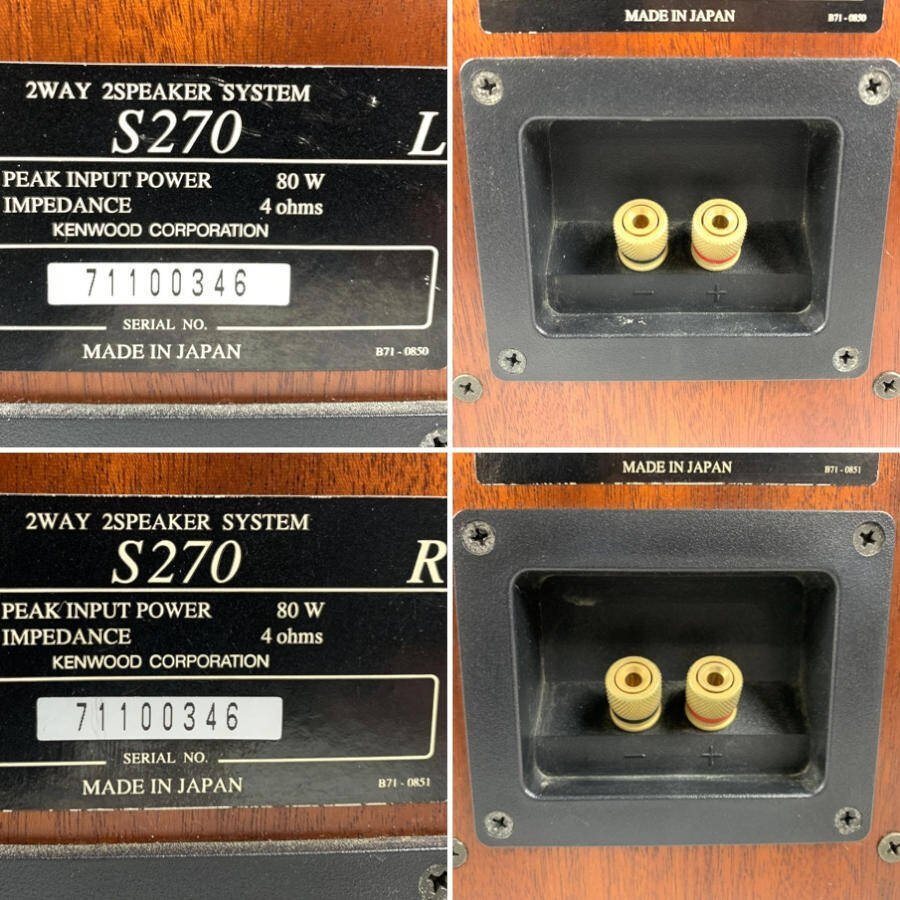 2WAY 2SPEAKER SYSTEM
S270 L
PEAK INPUT POWER 80 W
IMPEDANCE 4 ohms
KENWOOD CORPORATION
71100346
SERIAL NO.
MADE IN JAPAN B71-0850
MADE IN JAPAN B71-0850
− +
2WAY 2SPEAKER SYSTEM
S270 R
PEAK INPUT POWER 80 W
IMPEDANCE 4 ohms
KENWOOD CORPORATION
71100346
SERIAL NO.
MADE IN JAPAN B71-0851
MADE IN JAPAN B71-0851
− +